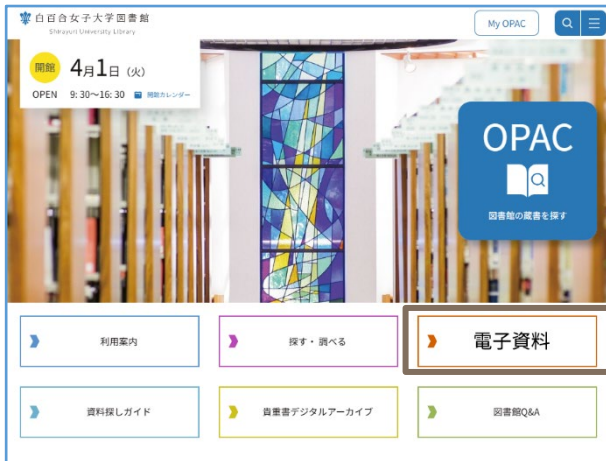 白百合女子大学図書館
Shirayuri University Library
My OPAC
開館 4月1日（火）
OPEN 9:30〜16:30 開館カレンダー
OPAC
図書館の蔵書を探す
利用案内
探す・調べる
電子資料
資料探しガイド
貴重書デジタルアーカイブ
図書館Q&A